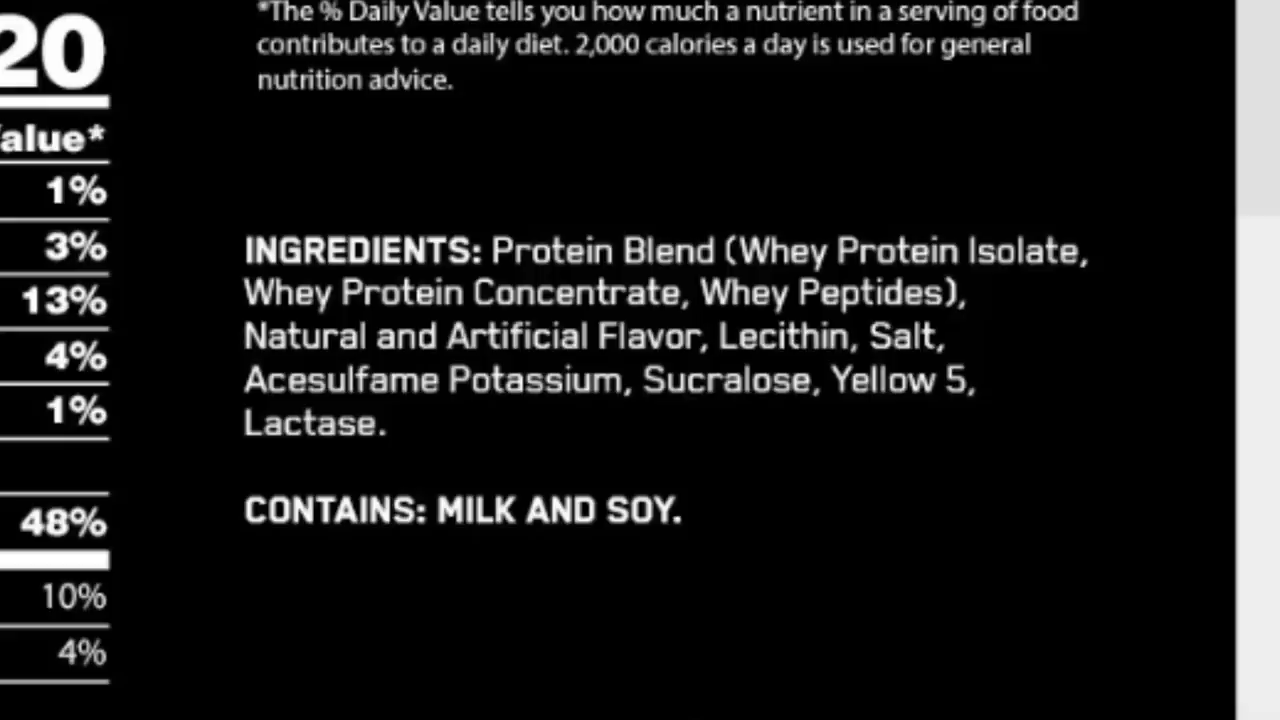 20
*The % Daily Value tells you how much a nutrient in a serving of food
contributes to a daily diet. 2,000 calories a day is used for general
nutrition advice.
alue*
1%
3%
13%
4%
1%
48%
10%
4%
INGREDIENTS: Protein Blend (Whey Protein Isolate,
Whey Protein Concentrate, Whey Peptides),
Natural and Artificial Flavor, Lecithin, Salt,
Acesulfame Potassium, Sucralose, Yellow 5,
Lactase.
CONTAINS: MILK AND SOY.